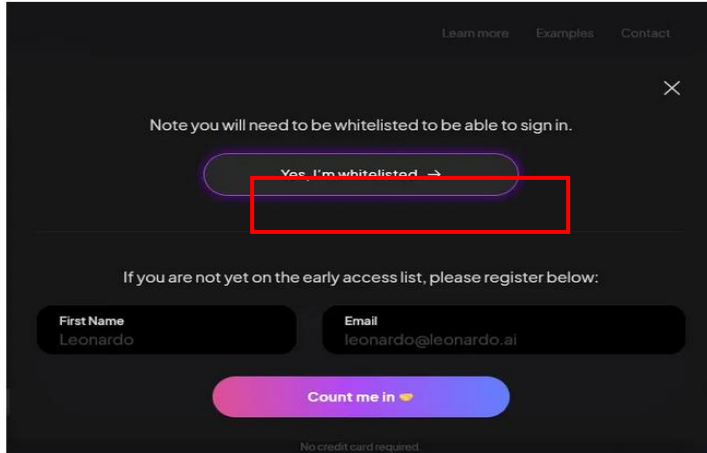 Learn more Examples Contact
Note you will need to be whitelisted to be able to sign in.
Yes, I'm whitelisted →
If you are not yet on the early access list, please register below:
First Name Email
Leonardo leonardo@leonardo.ai
Count me in 🤝
No credit card required